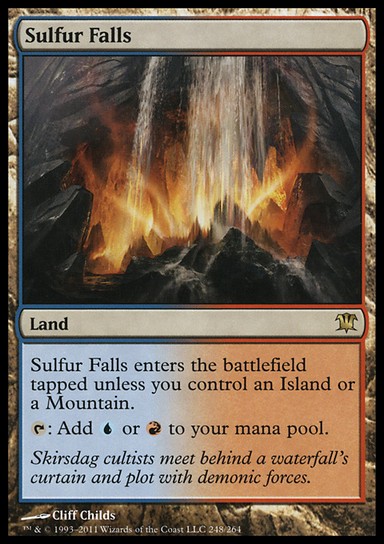 Sulfur Falls
Land
Sulfur Falls enters the battlefield
tapped unless you control an Island or
a Mountain.
: Add or to your mana pool.
Skirsdag cultists meet behind a waterfall's
curtain and plot with demonic forces.
Cliff Childs
™ & © 1993–2011 Wizards of the Coast LLC 248/264